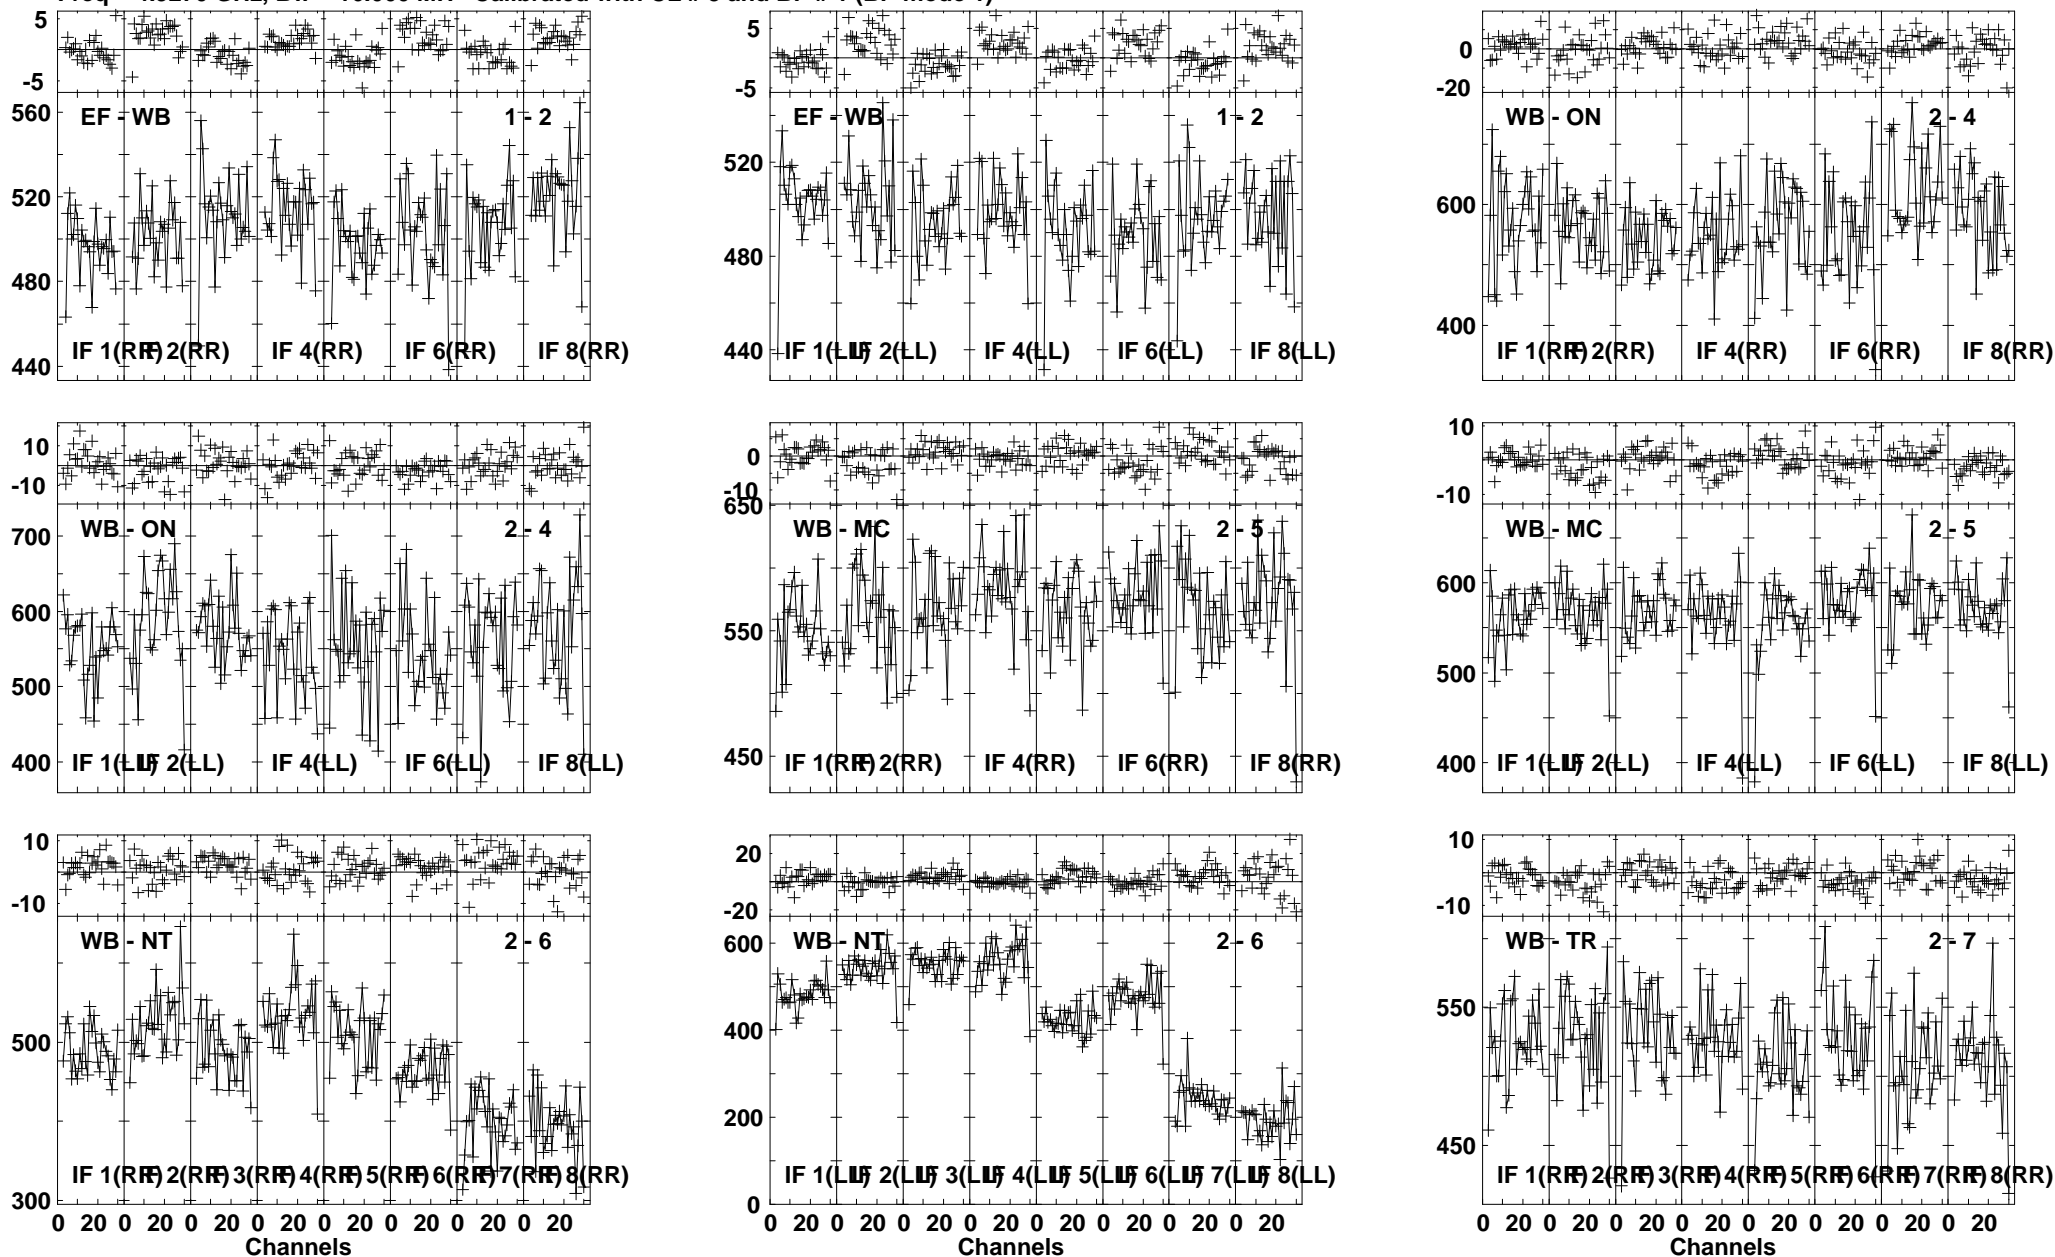 5
-5
560
520
480
440
EF - WB
1 - 2
IF 1(RR)
IF 2(RR)
IF 4(RR)
IF 6(RR)
IF 8(RR)
5
-5
520
480
440
EF - WB
1 - 2
IF 1(LL)
IF 2(LL)
IF 4(LL)
IF 6(LL)
IF 8(LL)
0
-20
600
400
WB - ON
2 - 4
IF 1(RR)
IF 2(RR)
IF 4(RR)
IF 6(RR)
IF 8(RR)
10
-10
700
600
500
400
WB - ON
2 - 4
IF 1(LL)
IF 2(LL)
IF 4(LL)
IF 6(LL)
IF 8(LL)
0
-10
650
550
450
WB - MC
2 - 5
IF 1(RR)
IF 2(RR)
IF 4(RR)
IF 6(RR)
IF 8(RR)
10
-10
600
500
400
WB - MC
2 - 5
IF 1(LL)
IF 2(LL)
IF 4(LL)
IF 6(LL)
IF 8(LL)
10
-10
500
300
WB - NT
2 - 6
IF 1(RR)
IF 2(RR)
IF 3(RR)
IF 4(RR)
IF 5(RR)
IF 6(RR)
IF 7(RR)
IF 8(RR)
0 20 0 20 0 20 0 20 0 20 0 20 0 20 0 20
Channels
20
-20
600
400
200
0
WB - NT
2 - 6
IF 1(LL)
IF 2(LL)
IF 3(LL)
IF 4(LL)
IF 5(LL)
IF 6(LL)
IF 7(LL)
IF 8(LL)
0 20 0 20 0 20 0 20 0 20 0 20 0 20 0 20
Channels
10
-10
550
450
WB - TR
2 - 7
IF 1(RR)
IF 2(RR)
IF 3(RR)
IF 4(RR)
IF 5(RR)
IF 6(RR)
IF 7(RR)
IF 8(RR)
0 20 0 20 0 20 0 20 0 20 0 20 0 20 0 20
Channels